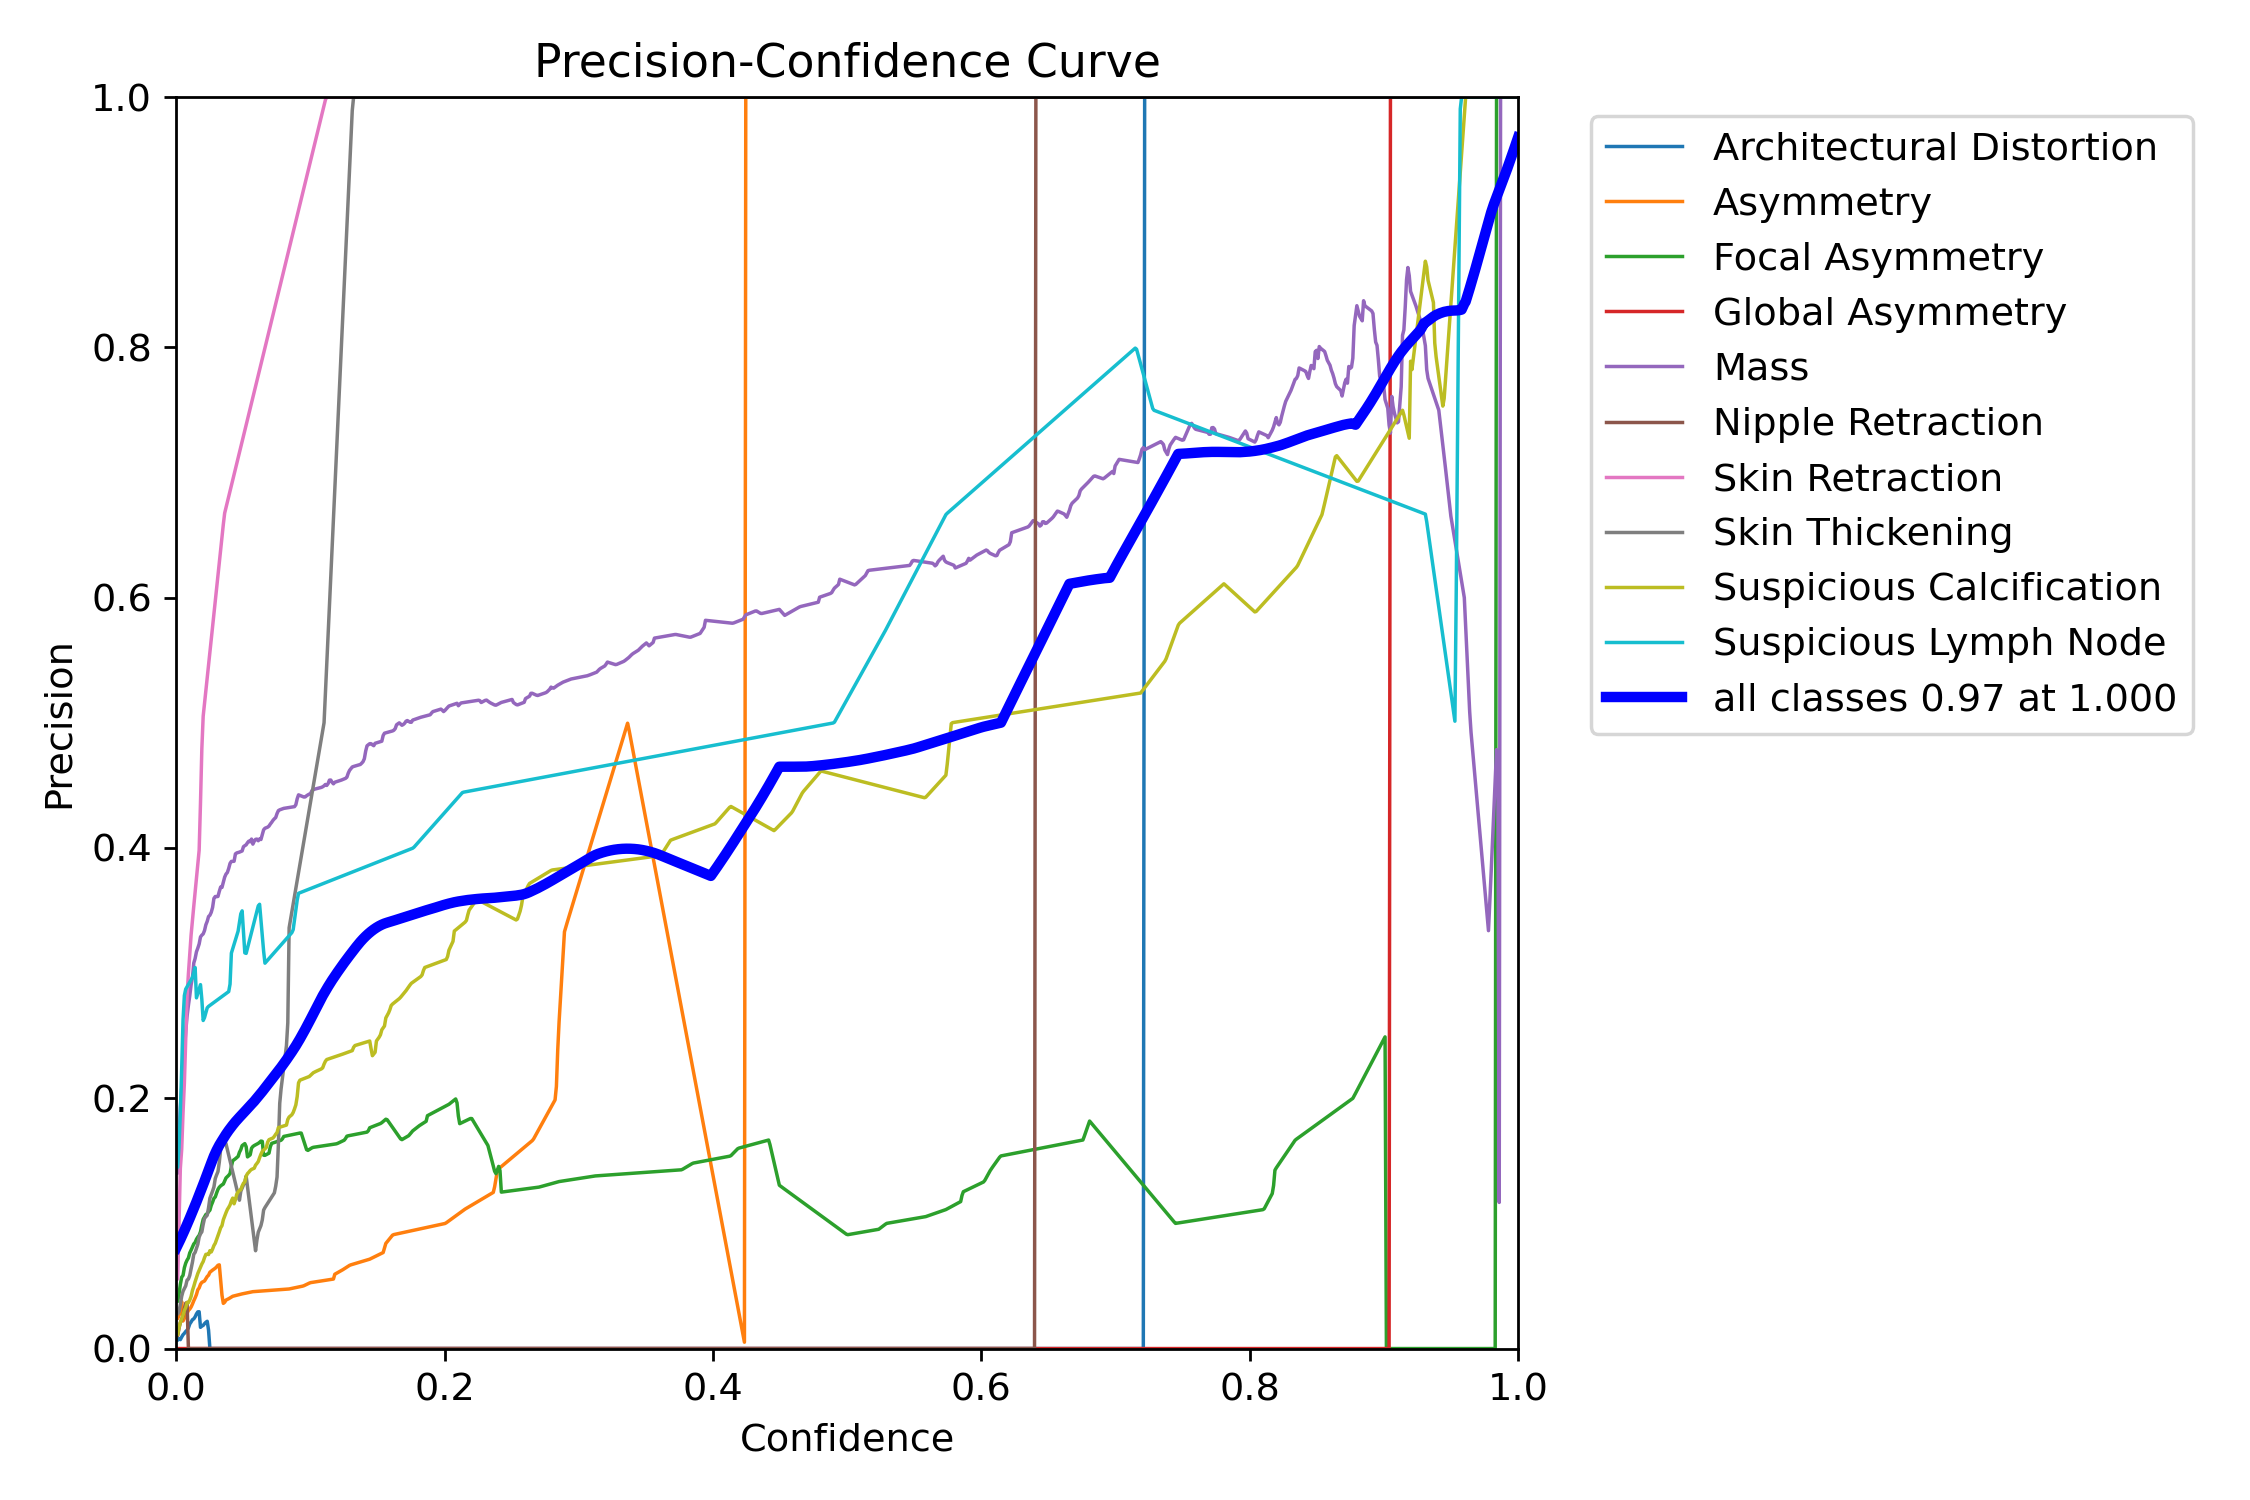 Precision-Confidence Curve
1.0
0.8
0.6
0.4
0.2
0.0
Precision
0.0 0.2 0.4 0.6 0.8 1.0
Confidence
Architectural Distortion
Asymmetry
Focal Asymmetry
Global Asymmetry
Mass
Nipple Retraction
Skin Retraction
Skin Thickening
Suspicious Calcification
Suspicious Lymph Node
all classes 0.97 at 1.000